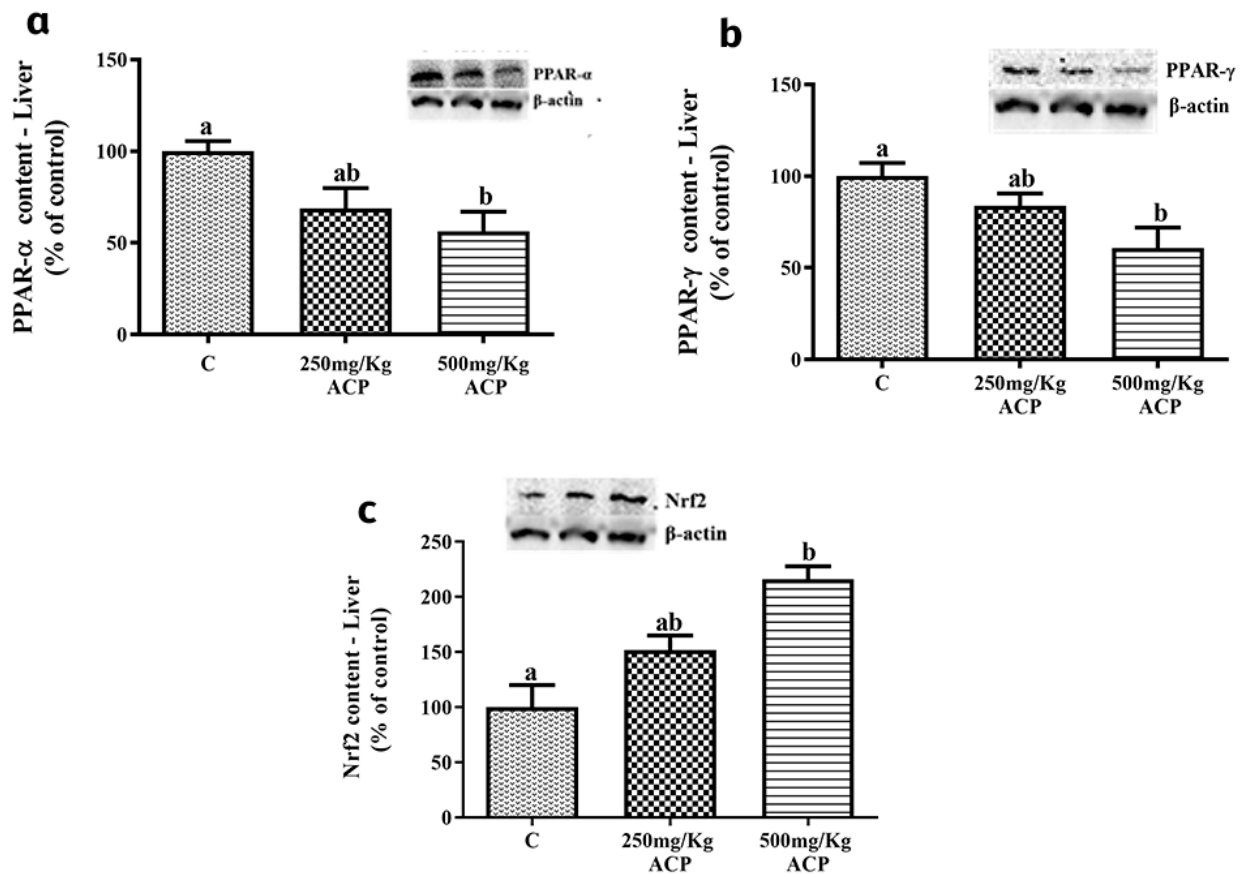 a
PPAR-α content - Liver
(% of control)
150
100
50
0
PPAR-α
β-actin
a
ab
b
C
250mg/Kg
ACP
500mg/Kg
ACP
b
PPAR-γ content - Liver
(% of control)
150
100
50
0
PPAR-γ
β-actin
a
ab
b
C
250mg/Kg
ACP
500mg/Kg
ACP
c
Nrf2 content - Liver
(% of control)
250
200
150
100
50
0
Nrf2
β-actin
a
ab
b
C
250mg/Kg
ACP
500mg/Kg
ACP